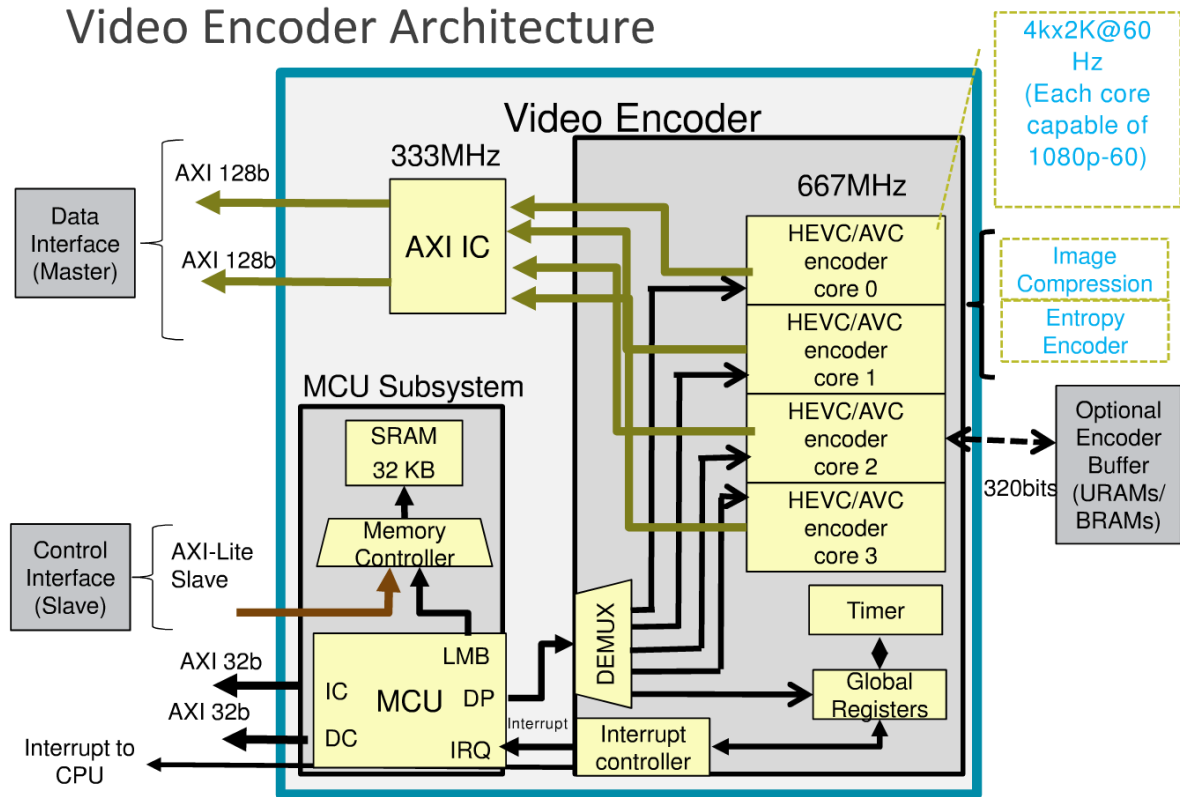 Video Encoder Architecture
4kx2K@60
Hz
(Each core
capable of
1080p-60)
Video Encoder
333MHz
667MHz
AXI 128b
AXI 128b
Data
Interface
(Master)
AXI IC
HEVC/AVC
encoder
core 0
HEVC/AVC
encoder
core 1
HEVC/AVC
encoder
core 2
HEVC/AVC
encoder
core 3
Image
Compression
Entropy
Encoder
Optional
Encoder
Buffer
(URAMs/
BRAMs)
320bits
MCU Subsystem
SRAM
32 KB
Memory
Controller
Control
Interface
(Slave)
AXI-Lite
Slave
AXI 32b
AXI 32b
Interrupt to
CPU
LMB
IC
MCU
DP
DC
IRQ
Interrupt
DEMUX
Timer
Global
Registers
Interrupt
controller